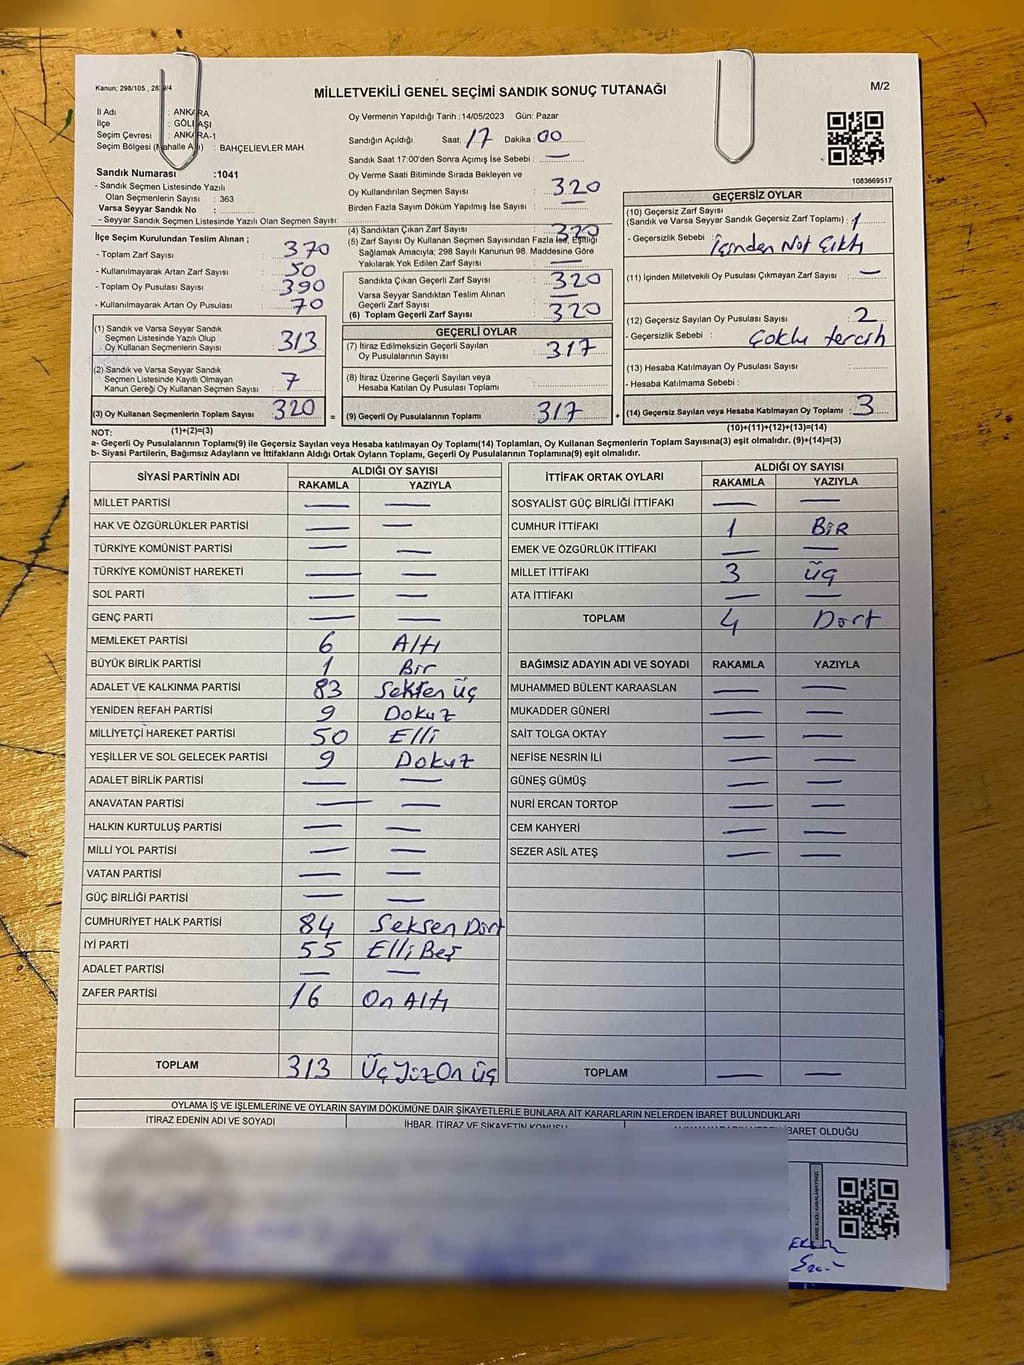 Kanun; 298/105 , 28 9/4
MİLLETVEKİLİ GENEL SEÇİMİ SANDIK SONUÇ TUTANAĞI
M/2
İl Adı : ANKARA
İlçe : GÖLBAŞI
Seçim Çevresi : ANKARA-1
Seçim Bölgesi (Mahalle A ) : BAHÇELİEVLER MAH.
Sandık Numarası :1041
- Sandık Seçmen Listesinde Yazılı
Olan Seçmenlerin Sayısı : 363
Varsa Seyyar Sandık No :
- Seyyar Sandık Seçmen Listesinde Yazılı Olan Seçmen Sayısı:
Oy Vermenin Yapıldığı Tarih :14/05/2023 Gün: Pazar
Sandığın Açıldığı Saat: 17 Dakika : 00
Sandık Saat 17:00'den Sonra Açımış İse Sebebi : —
Oy Verme Saati Bitiminde Sırada Bekleyen ve
Oy Kullandırılan Seçmen Sayısı : 320
Birden Fazla Sayım Döküm Yapılmış İse Sayısı : —
1083669517
İlçe Seçim Kurulundan Teslim Alınan ;
- Toplam Zarf Sayısı : 370
- Kullanılmayarak Artan Zarf Sayısı : 50
- Toplam Oy Pusulası Sayısı : 390
- Kullanılmayarak Artan Oy Pusulası : 70
(1) Sandık ve Varsa Seyyar Sandık
Seçmen Listesinde Yazılı Olup
Oy Kullanan Seçmenlerin Sayısı : 313
(2) Sandık ve Varsa Seyyar Sandık
Seçmen Listesinde Kayıtlı Olmayan
Kanun Gereği Oy Kullanan Seçmen Sayısı : 7
(3) Oy Kullanan Seçmenlerin Toplam Sayısı : 320
(1)+(2)=(3)
(4) Sandıktan Çıkan Zarf Sayısı : 320
(5) Zarf Sayısı Oy Kullanan Seçmen Sayısından Fazla İse, Eşitliği
Sağlamak Amacıyla; 298 Sayılı Kanunun 98. Maddesine Göre
Yakılarak Yok Edilen Zarf Sayısı : —
Sandıkta Çıkan Geçerli Zarf Sayısı : 320
Varsa Seyyar Sandıktan Teslim Alınan
Geçerli Zarf Sayısı : —
(6) Toplam Geçerli Zarf Sayısı : 320
GEÇERLİ OYLAR
(7) İtiraz Edilmeksizin Geçerli Sayılan
Oy Pusulalarının Sayısı : 317
(8) İtiraz Üzerine Geçerli Sayılan veya
Hesaba Katılan Oy Pusulaları Toplamı :
= (9) Geçerli Oy Pusulalarının Toplamı : 317
GEÇERSİZ OYLAR
(10) Geçersiz Zarf Sayısı
(Sandık ve Varsa Seyyar Sandık Geçersiz Zarf Toplamı) : 1
- Geçersizlik Sebebi : İçinden Not Çıktı
(11) İçinden Milletvekili Oy Pusulası Çıkmayan Zarf Sayısı : —
(12) Geçersiz Sayılan Oy Pusulası Sayısı : 2
- Geçersizlik Sebebi : Çoklu tercih
(13) Hesaba Katılmayan Oy Pusulası Sayısı :
- Hesaba Katılmama Sebebi :
+ (14) Geçersiz Sayılan veya Hesaba Katılmayan Oy Toplamı : 3
(10)+(11)+(12)+(13)=(14)
NOT:
a- Geçerli Oy Pusulalarının Toplamı(9) ile Geçersiz Sayılan veya Hesaba katılmayan Oy Toplamı(14) Toplamları, Oy Kullanan Seçmenlerin Toplam Sayısına(3) eşit olmalıdır. (9)+(14)=(3)
b- Siyasi Partilerin, Bağımsız Adayların ve İttifakların Aldığı Ortak Oyların Toplamı, Geçerli Oy Pusulalarının Toplamına(9) eşit olmalıdır.
SİYASİ PARTİNİN ADI ALDIĞI OY SAYISI
RAKAMLA YAZIYLA
MİLLET PARTİSİ — —
HAK VE ÖZGÜRLÜKLER PARTİSİ — —
TÜRKİYE KOMÜNİST PARTİSİ — —
TÜRKİYE KOMÜNİST HAREKETİ — —
SOL PARTİ — —
GENÇ PARTİ — —
MEMLEKET PARTİSİ 6 Altı
BÜYÜK BİRLİK PARTİSİ 1 Bir
ADALET VE KALKINMA PARTİSİ 83 Seksen üç
YENİDEN REFAH PARTİSİ 9 Dokuz
MİLLİYETÇİ HAREKET PARTİSİ 50 Elli
YEŞİLLER VE SOL GELECEK PARTİSİ 9 Dokuz
ADALET BİRLİK PARTİSİ — —
ANAVATAN PARTİSİ — —
HALKIN KURTULUŞ PARTİSİ — —
MİLLİ YOL PARTİSİ — —
VATAN PARTİSİ — —
GÜÇ BİRLİĞİ PARTİSİ — —
CUMHURİYET HALK PARTİSİ 84 Seksen Dört
İYİ PARTİ 55 Elli Beş
ADALET PARTİSİ — —
ZAFER PARTİSİ 16 On Altı
TOPLAM 313 Üç Yüz On üç
İTTİFAK ORTAK OYLARI ALDIĞI OY SAYISI
RAKAMLA YAZIYLA
SOSYALİST GÜÇ BİRLİĞİ İTTİFAKI — —
CUMHUR İTTİFAKI 1 BİR
EMEK VE ÖZGÜRLÜK İTTİFAKI — —
MİLLET İTTİFAKI 3 üç
ATA İTTİFAKI — —
TOPLAM 4 Dört
BAĞIMSIZ ADAYIN ADI VE SOYADI RAKAMLA YAZIYLA
MUHAMMED BÜLENT KARAASLAN — —
MUKADDER GÜNERİ — —
SAİT TOLGA OKTAY — —
NEFİSE NESRİN İLİ — —
GÜNEŞ GÜMÜŞ — —
NURİ ERCAN TORTOP — —
CEM KAHYERİ — —
SEZER ASİL ATEŞ — —
TOPLAM — —
OYLAMA İŞ VE İŞLEMLERİNE VE OYLARIN SAYIM DÖKÜMÜNE DAİR ŞİKAYETLERLE BUNLARA AİT KARARLARIN NELERDEN İBARET BULUNDUKLARI
İTİRAZ EDENİN ADI VE SOYADI İHBAR, İTİRAZ VE ŞİKAYETİN KONUSU İBARET OLDUĞU